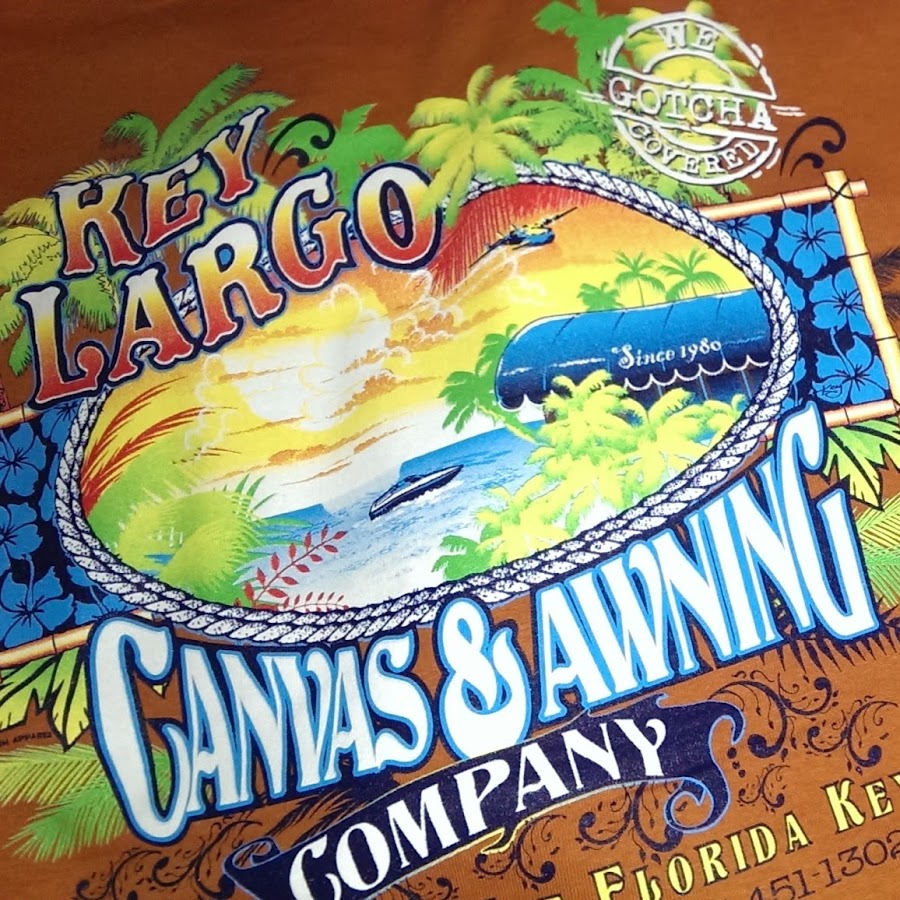 WE
GOTCHA
COVERED
KEY
LARGO
Since 1980
CANVAS & AWNING
COMPANY
FLORIDA KEY
451-1302